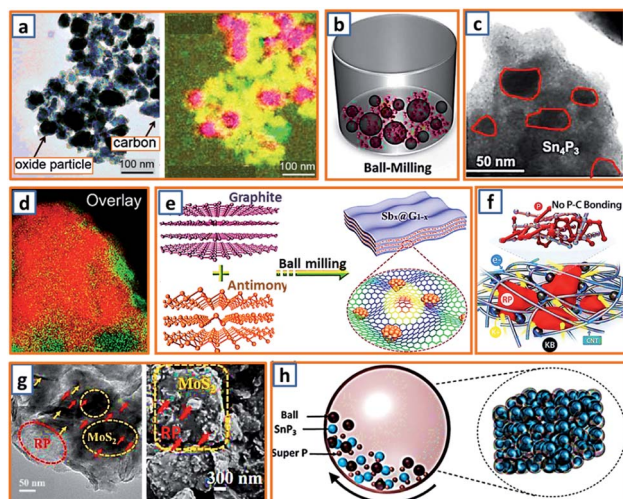 a
oxide particle
carbon
100 nm
100 nm
b
Ball-Milling
c
Sn₄P₃
50 nm
d
Overlay
e
Graphite
+
Antimony
Ball milling
Sbₓ@G₁₋ₓ
f
P
No P-C Bonding
e⁻
RP
KB
CNT
g
RP
MoS₂
50 nm
MoS₂
RP
300 nm
h
Ball
SnP₃
Super P